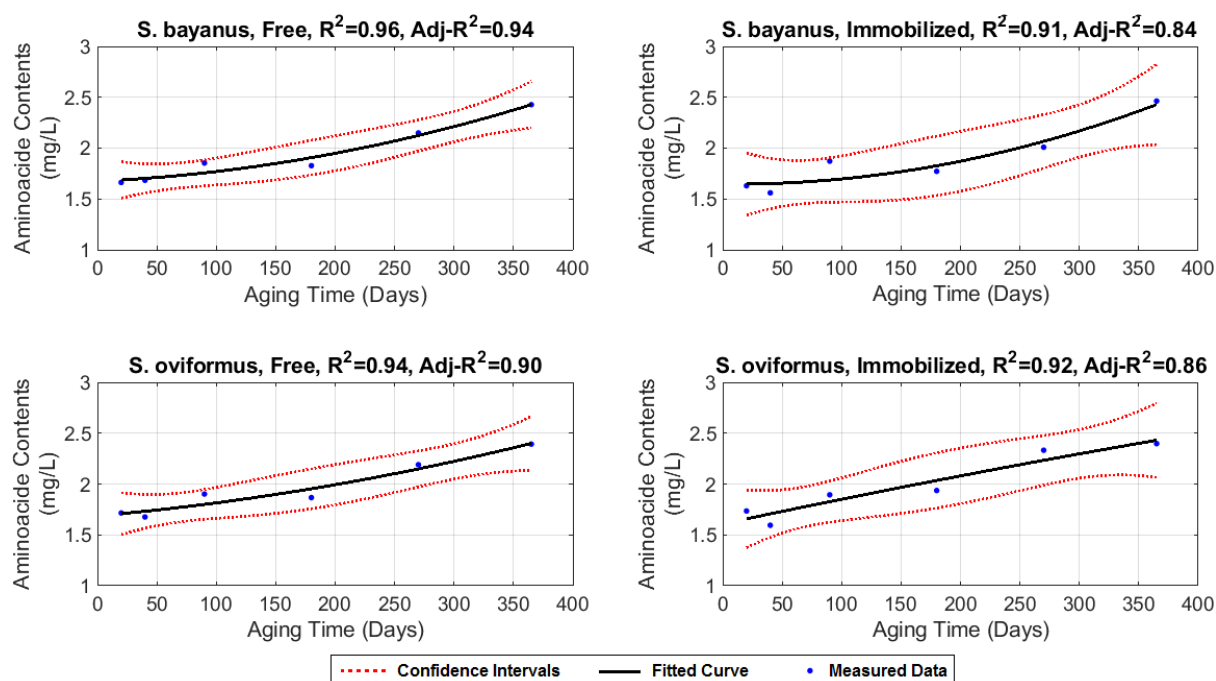 S. bayanus, Free, R²=0.96, Adj-R²=0.94
3
2.5
2
1.5
1
Aminoacide Contents
(mg/L)
0 50 100 150 200 250 300 350 400
Aging Time (Days)
S. bayanus, Immobilized, R²=0.91, Adj-R²=0.84
3
2.5
2
1.5
1
Aminoacide Contents
(mg/L)
0 50 100 150 200 250 300 350 400
Aging Time (Days)
S. oviformus, Free, R²=0.94, Adj-R²=0.90
3
2.5
2
1.5
1
Aminoacide Contents
(mg/L)
0 50 100 150 200 250 300 350 400
Aging Time (Days)
S. oviformus, Immobilized, R²=0.92, Adj-R²=0.86
3
2.5
2
1.5
1
Aminoacide Contents
(mg/L)
0 50 100 150 200 250 300 350 400
Aging Time (Days)
Confidence Intervals Fitted Curve Measured Data